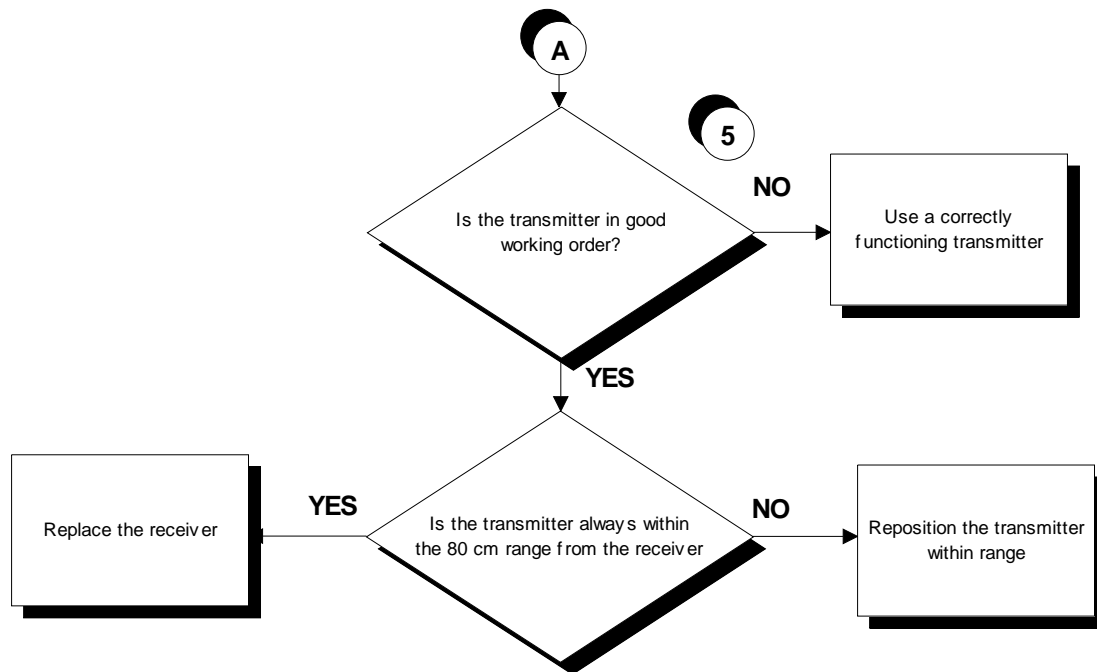 A
5
NO
Is the transmitter in good
working order?
Use a correctly
functioning transmitter
YES
YES
Replace the receiver
Is the transmitter always within
the 80 cm range from the receiver
NO
Reposition the transmitter
within range